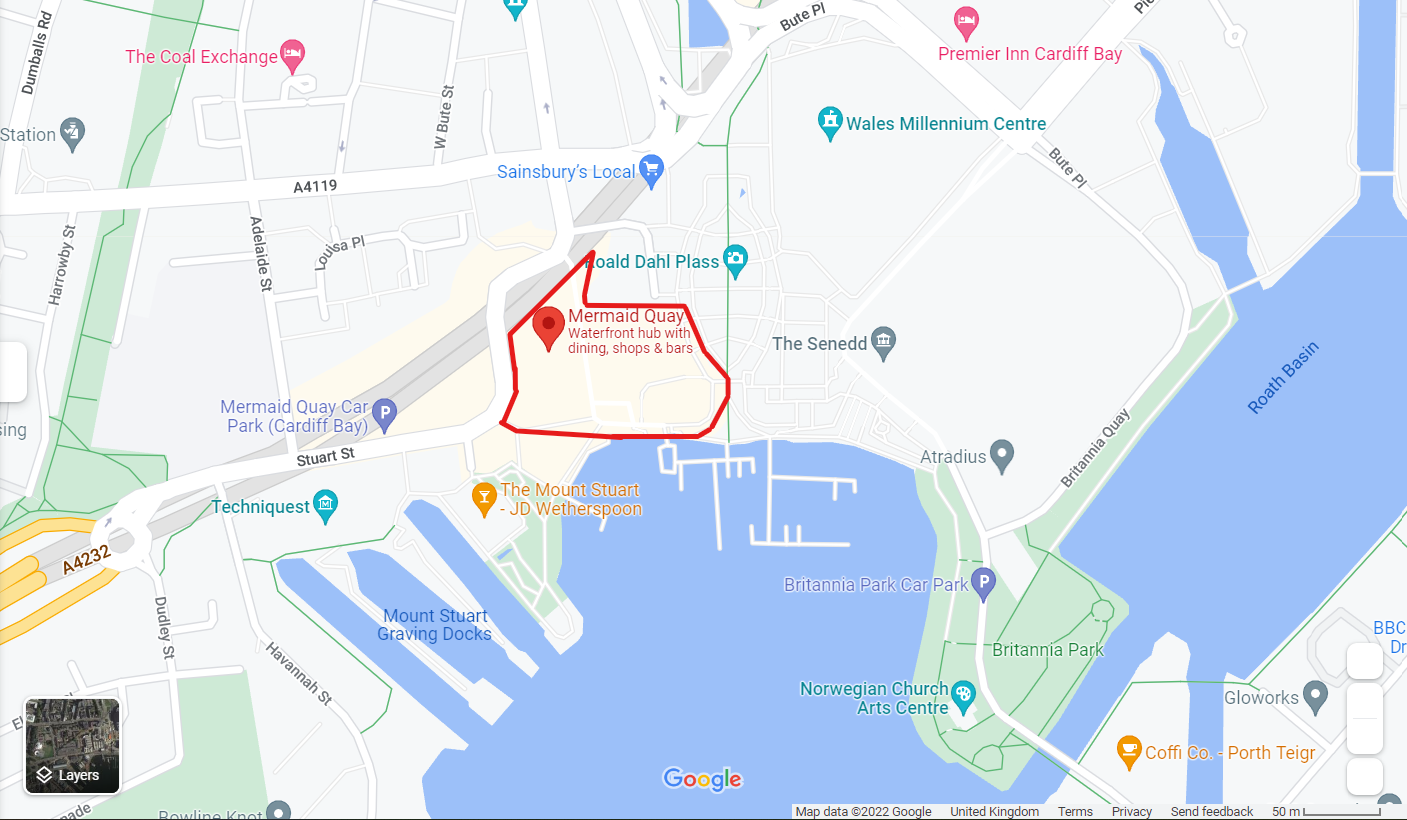 Dumballs Rd
Bute Pl
The Coal Exchange
Premier Inn Cardiff Bay
W Bute St
Station
Wales Millennium Centre
Sainsbury's Local
Bute Pl
A4119
Adelaide St
Louisa Pl
Harrowby St
Roald Dahl Plass
Mermaid Quay
Waterfront hub with
dining, shops & bars
The Senedd
Roath Basin
Mermaid Quay Car
Park (Cardiff Bay)
P
Stuart St
Britannia Quay
Atradius
The Mount Stuart
- JD Wetherspoon
Techniquest
A4232
Britannia Park Car Park
P
Dudley St
Mount Stuart
Graving Docks
BBC
Dr
Britannia Park
Havannah St
Norwegian Church
Arts Centre
Gloworks
Coffi Co. - Porth Teigr
Layers
Google
Bowline Knot
Map data ©2022 Google
United Kingdom
Terms
Privacy
Send feedback
50 m